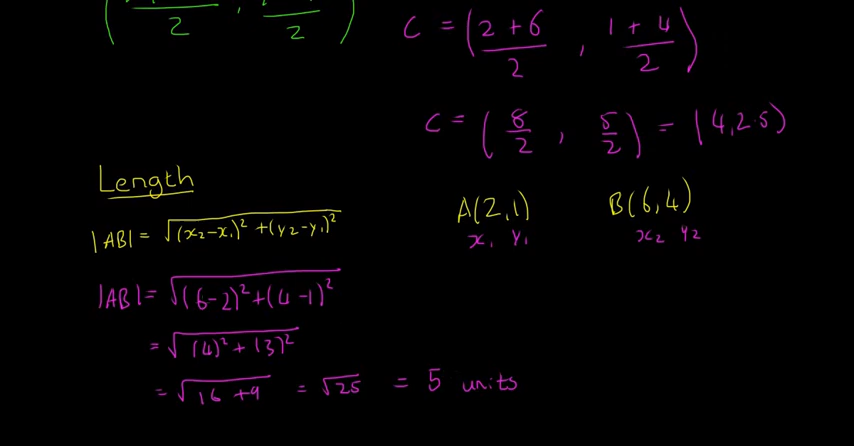 2 , 2
C = (2 + 6 / 2 , 1 + 4 / 2)
C = (8/2 , 5/2) = (4,2.5)
Length
A(2,1) B(6,4)
x₁ y₁ x₂ y₂
|AB| = √(x₂-x₁)² + (y₂-y₁)²
|AB| = √(6-2)² + (4-1)²
= √(4)² + (3)²
= √16 + 9 = √25 = 5 units